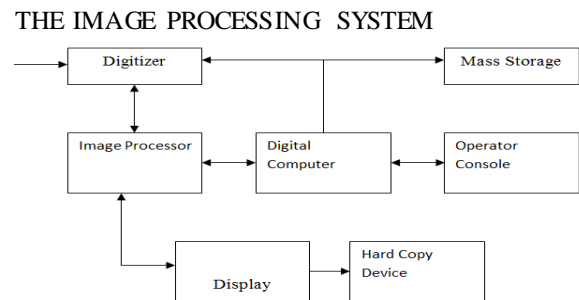 THE IMAGE PROCESSING SYSTEM
Digitizer
Mass Storage
Image Processor
Digital
Computer
Operator
Console
Display
Hard Copy
Device